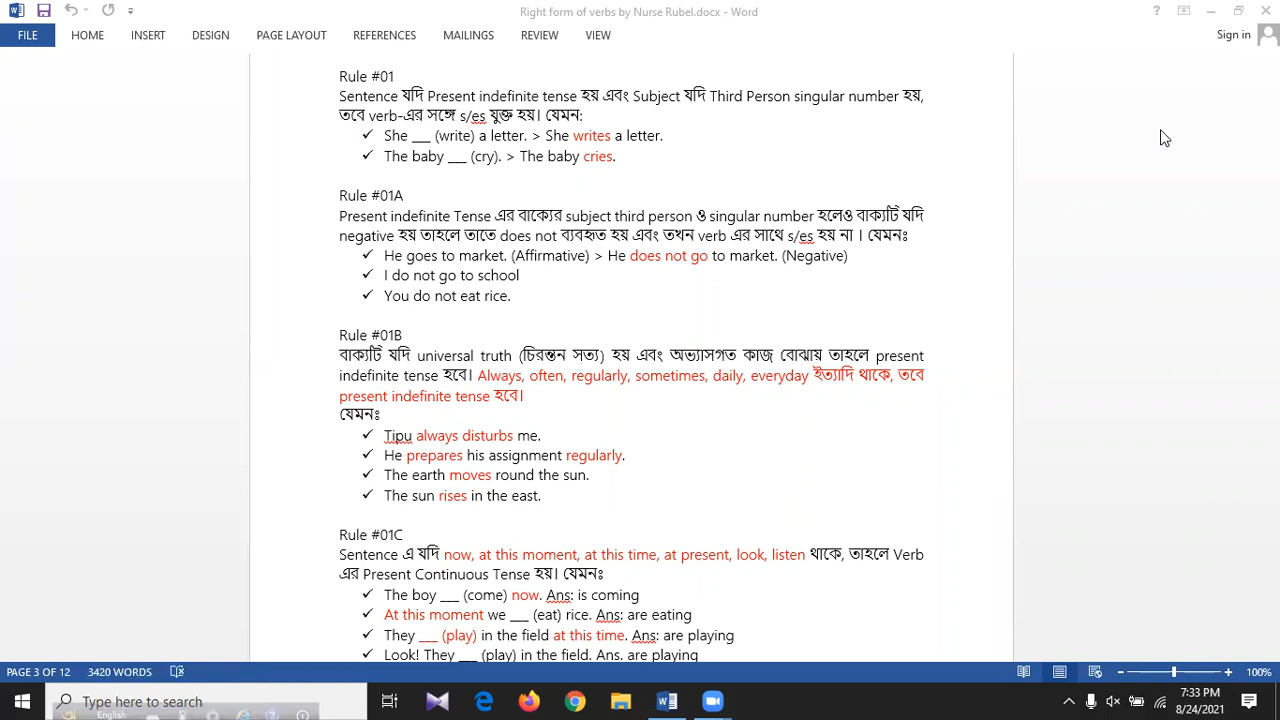 Right form of verbs by Nurse Rubel.docx - Word
FILE HOME INSERT DESIGN PAGE LAYOUT REFERENCES MAILINGS REVIEW VIEW Sign in
Rule #01
Sentence যদি Present indefinite tense হয় এবং Subject যদি Third Person singular number হয়,
তবে verb-এর সঙ্গে s/es যুক্ত হয়। যেমন:
✓ She ___ (write) a letter. > She writes a letter.
✓ The baby ___ (cry). > The baby cries.
Rule #01A
Present indefinite Tense এর বাক্যের subject third person ও singular number হলেও বাক্যটি যদি
negative হয় তাহলে তাতে does not ব্যবহৃত হয় এবং তখন verb এর সাথে s/es হয় না । যেমনঃ
✓ He goes to market. (Affirmative) > He does not go to market. (Negative)
✓ I do not go to school
✓ You do not eat rice.
Rule #01B
বাক্যটি যদি universal truth (চিরন্তন সত্য) হয় এবং অভ্যাসগত কাজ বোঝায় তাহলে present
indefinite tense হবে। Always, often, regularly, sometimes, daily, everyday ইত্যাদি থাকে, তবে
present indefinite tense হবে।
যেমনঃ
✓ Tipu always disturbs me.
✓ He prepares his assignment regularly.
✓ The earth moves round the sun.
✓ The sun rises in the east.
Rule #01C
Sentence এ যদি now, at this moment, at this time, at present, look, listen থাকে, তাহলে Verb
এর Present Continuous Tense হয়। যেমনঃ
✓ The boy ___ (come) now. Ans: is coming
✓ At this moment we ___ (eat) rice. Ans: are eating
✓ They ___ (play) in the field at this time. Ans: are playing
✓ Look! They ___ (play) in the field. Ans. are playing
PAGE 3 OF 12 3420 WORDS 100%
Type here to search
English
7:33 PM
8/24/2021